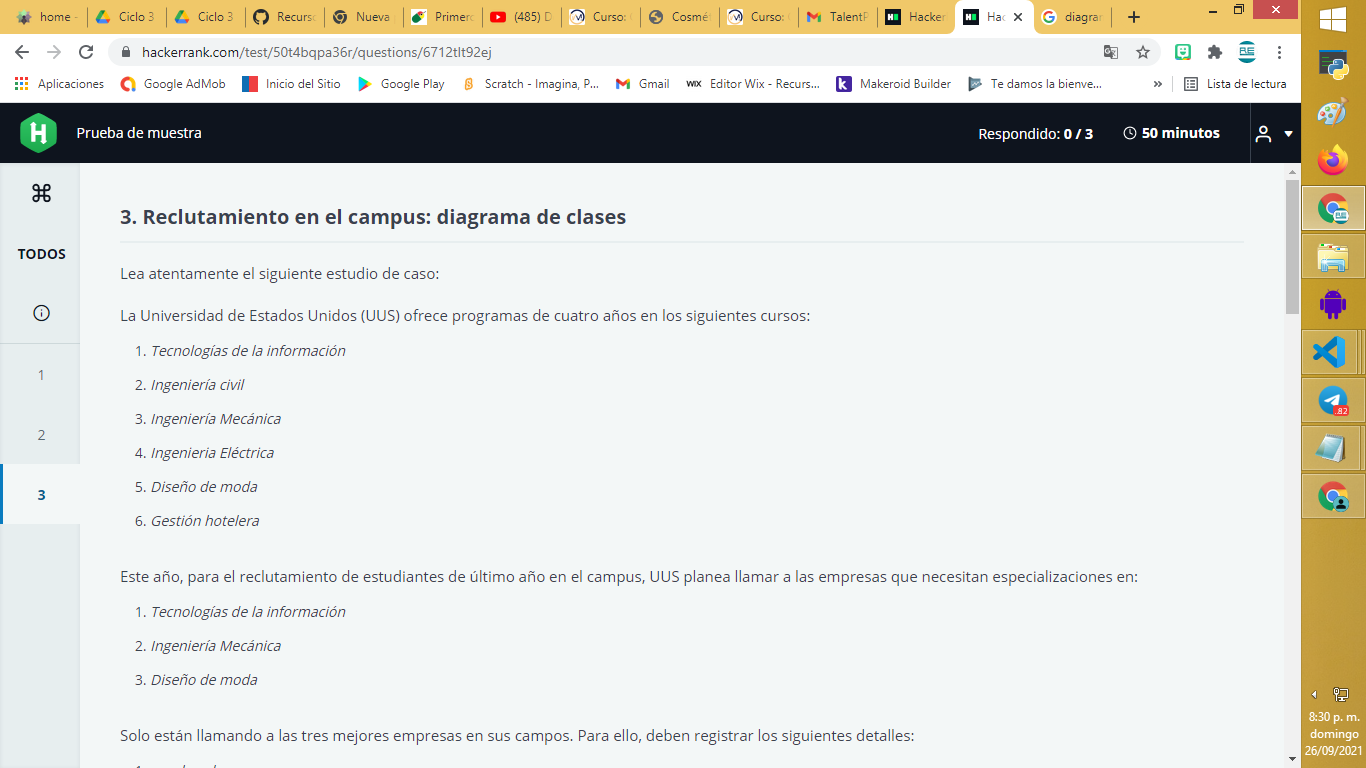 home -
Ciclo 3
Ciclo 3
Recurso
Nueva
Primero
(485) D
Curso:
Cosmét
Curso:
TalentP
Hacker
Hac
diagrar
hackerrank.com/test/50t4bqpa36r/questions/6712tlt92ej
Aplicaciones
Google AdMob
Inicio del Sitio
Google Play
Scratch - Imagina, P...
Gmail
WIX Editor Wix - Recurs...
Makeroid Builder
Te damos la bienve...
»
Lista de lectura
Prueba de muestra
Respondido: 0 / 3
50 minutos
TODOS
1
2
3
3. Reclutamiento en el campus: diagrama de clases
Lea atentamente el siguiente estudio de caso:
La Universidad de Estados Unidos (UUS) ofrece programas de cuatro años en los siguientes cursos:
1. Tecnologías de la información
2. Ingeniería civil
3. Ingeniería Mecánica
4. Ingenieria Eléctrica
5. Diseño de moda
6. Gestión hotelera
Este año, para el reclutamiento de estudiantes de último año en el campus, UUS planea llamar a las empresas que necesitan especializaciones en:
1. Tecnologías de la información
2. Ingeniería Mecánica
3. Diseño de moda
Solo están llamando a las tres mejores empresas en sus campos. Para ello, deben registrar los siguientes detalles:
.82
8:30 p. m.
domingo
26/09/2021